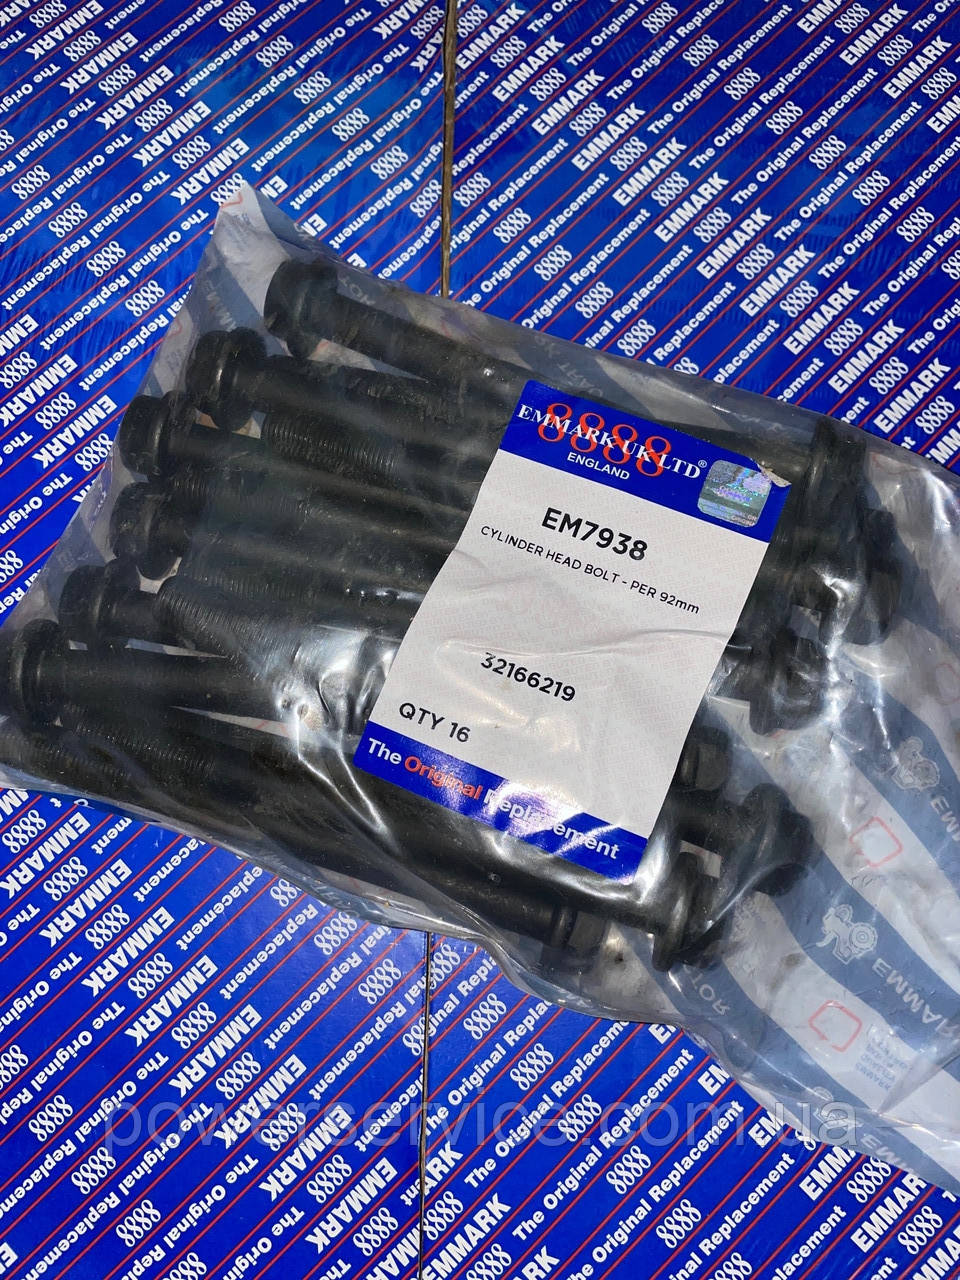 8888
EMMARK UK LTD®
ENGLAND
EM7938
CYLINDER HEAD BOLT - PER 92mm
32166219
QTY 16
The Original Replacement
EMMARK
8888
The Original Replacement
powerservice.com.ua